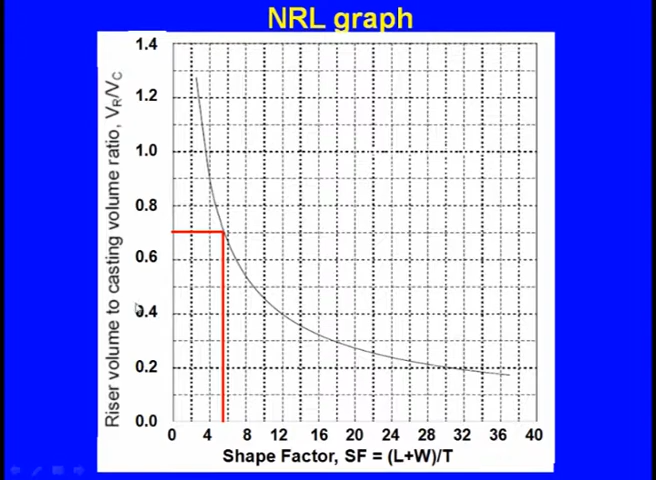 NRL graph
Riser volume to casting volume ratio, V_R/V_C
1.4
1.2
1.0
0.8
0.6
0.4
0.2
0.0
0 4 8 12 16 20 24 28 32 36 40
Shape Factor, SF = (L+W)/T